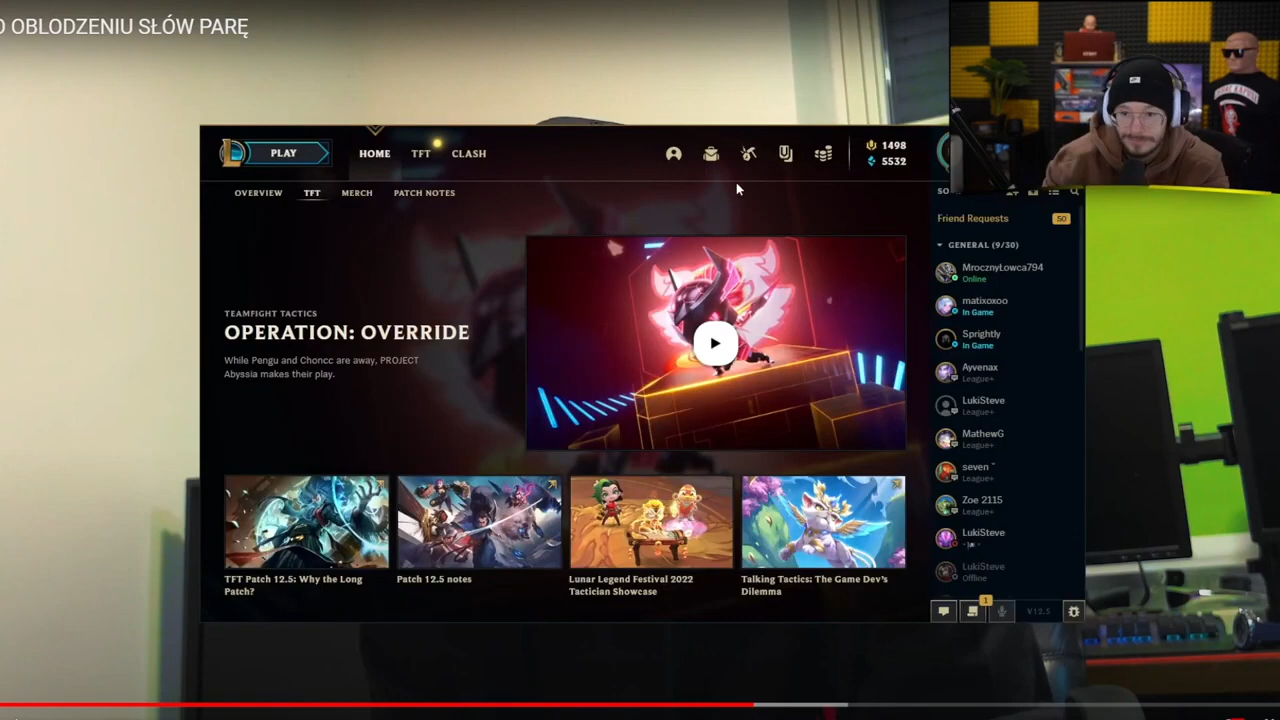 O OBLODZENIU SŁÓW PARĘ
PLAY
HOME
TFT
CLASH
1498
5532
OVERVIEW
TFT
MERCH
PATCH NOTES
Friend Requests
50
GENERAL (9/30)
MrocznyŁowca794
Online
matixoxoo
In Game
Sprightly
In Game
Ayvenax
League+
LukiSteve
League+
MathewG
League+
seven ˜
League+
Zoe 2115
League+
LukiSteve
LukiSteve
Offline
TEAMFIGHT TACTICS
OPERATION: OVERRIDE
While Pengu and Choncc are away, PROJECT
Abyssia makes their play.
TFT Patch 12.5: Why the Long
Patch?
Patch 12.5 notes
Lunar Legend Festival 2022
Tactician Showcase
Talking Tactics: The Game Dev's
Dilemma
1
V12.5